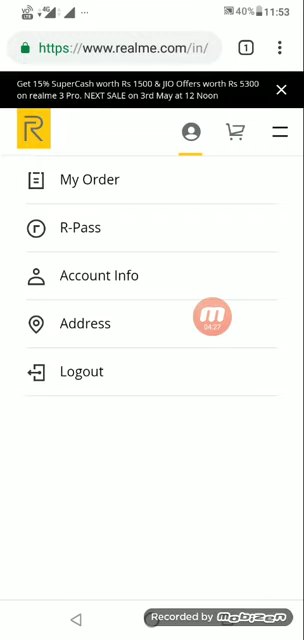 VoLTE 4G ... 40% 11:53
https://www.realme.com/in/ 1
Get 15% SuperCash worth Rs 1500 & JIO Offers worth Rs 5300
on realme 3 Pro. NEXT SALE on 3rd May at 12 Noon
R
My Order
R-Pass
Account Info
Address
Logout
04:27
Recorded by Mobizen